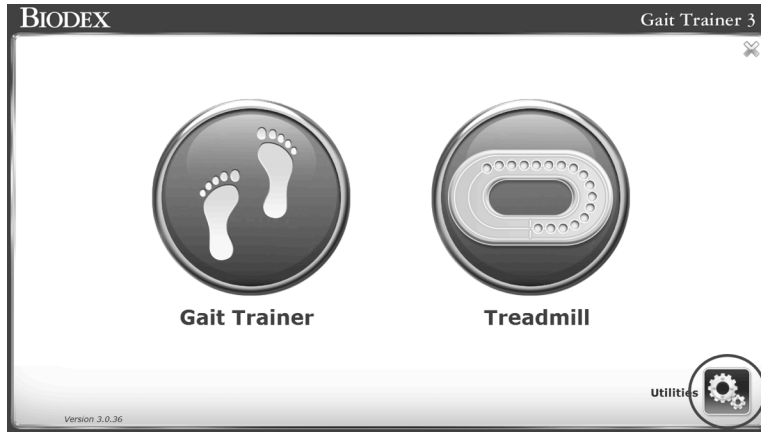 BIODEX
Gait Trainer 3
Gait Trainer
Treadmill
Utilities
Version 3.0.36